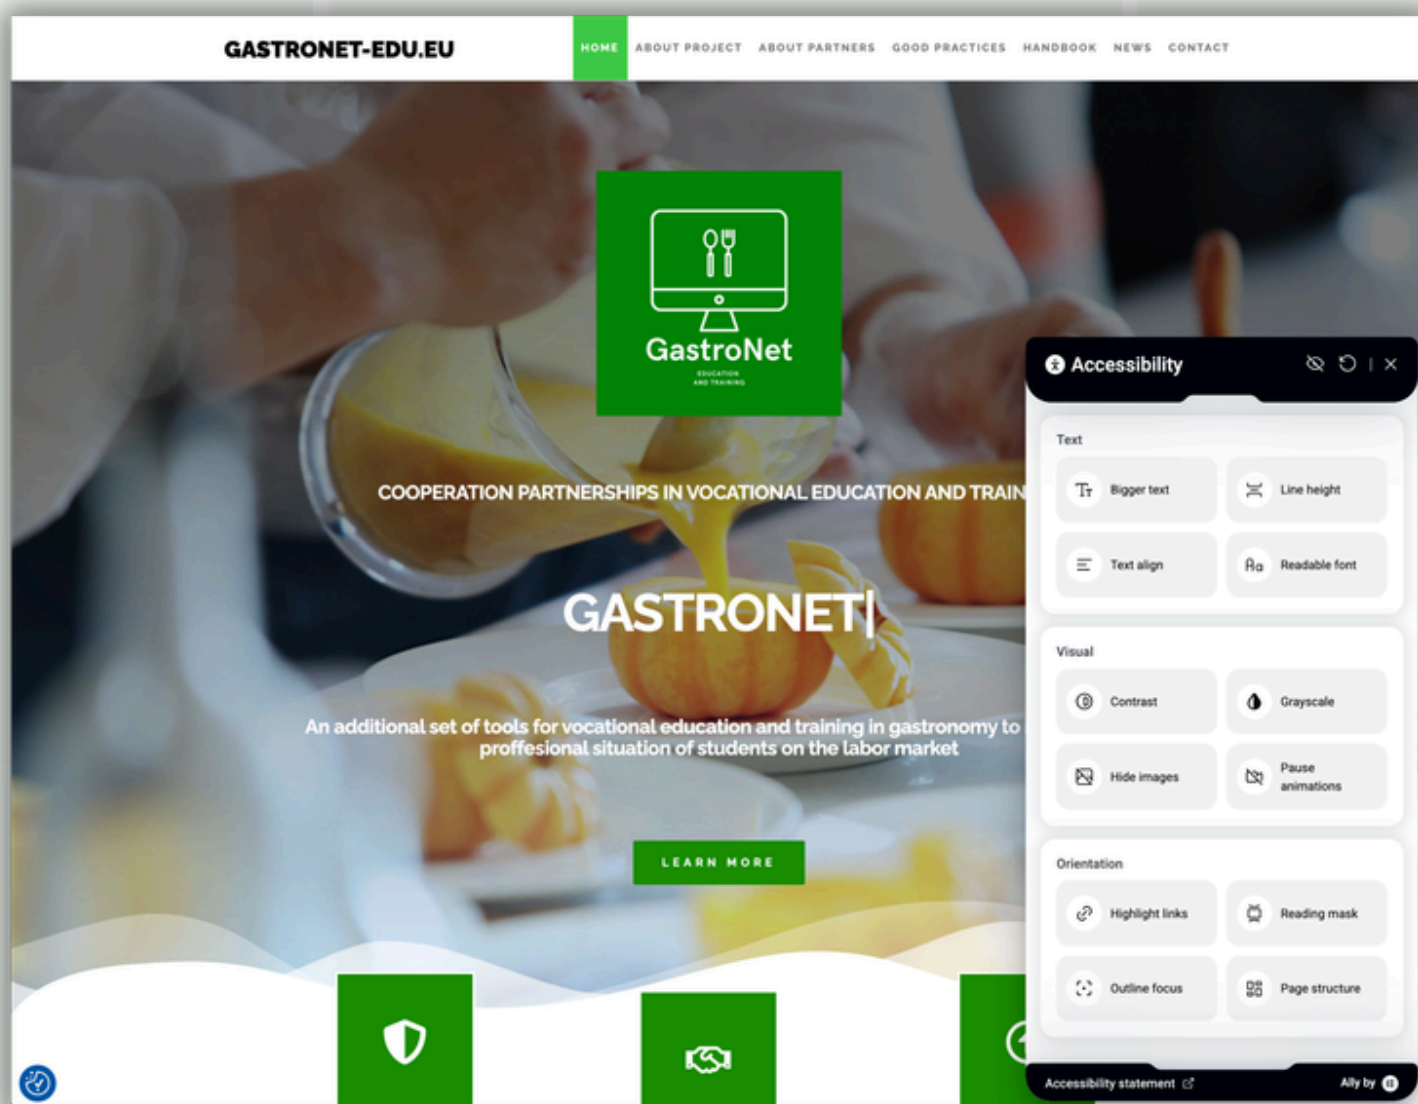 GASTRONET-EDU.EU
HOME ABOUT PROJECT ABOUT PARTNERS GOOD PRACTICES HANDBOOK NEWS CONTACT
GastroNet
EDUCATION
AND TRAINING
COOPERATION PARTNERSHIPS IN VOCATIONAL EDUCATION AND TRAIN
GASTRONET|
An additional set of tools for vocational education and training in gastronomy to
proffesional situation of students on the labor market
LEARN MORE
Accessibility
Text
Bigger text
Line height
Text align
Readable font
Visual
Contrast
Grayscale
Hide images
Pause
animations
Orientation
Highlight links
Reading mask
Outline focus
Page structure
Accessibility statement
Ally by